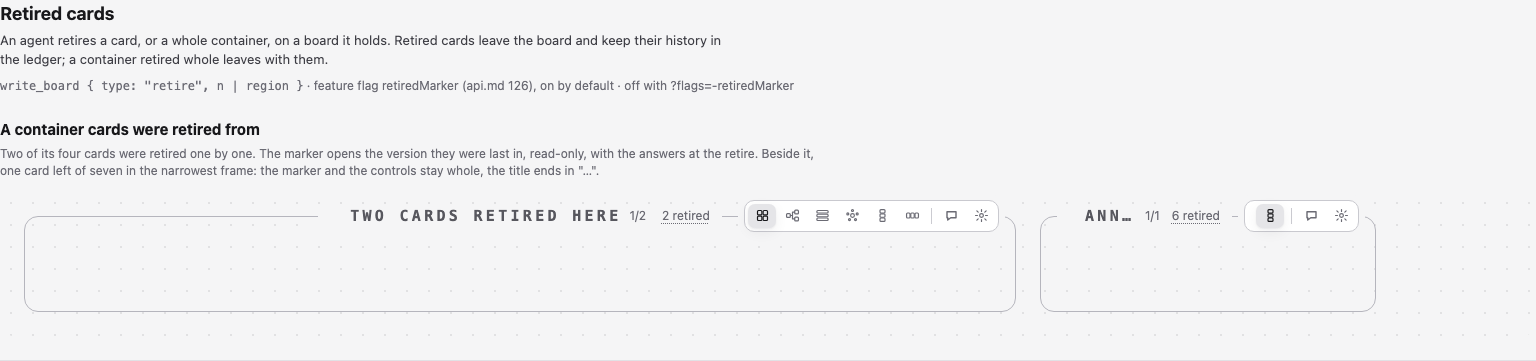 Retired cards
An agent retires a card, or a whole container, on a board it holds. Retired cards leave the board and keep their history in
the ledger; a container retired whole leaves with them.
write_board { type: "retire", n | region } · feature flag retiredMarker (api.md 126), on by default · off with ?flags=-retiredMarker
A container cards were retired from
Two of its four cards were retired one by one. The marker opens the version they were last in, read-only, with the answers at the retire. Beside it,
one card left of seven in the narrowest frame: the marker and the controls stay whole, the title ends in "…".
TWO CARDS RETIRED HERE 1/2 2 retired
ANN… 1/1 6 retired